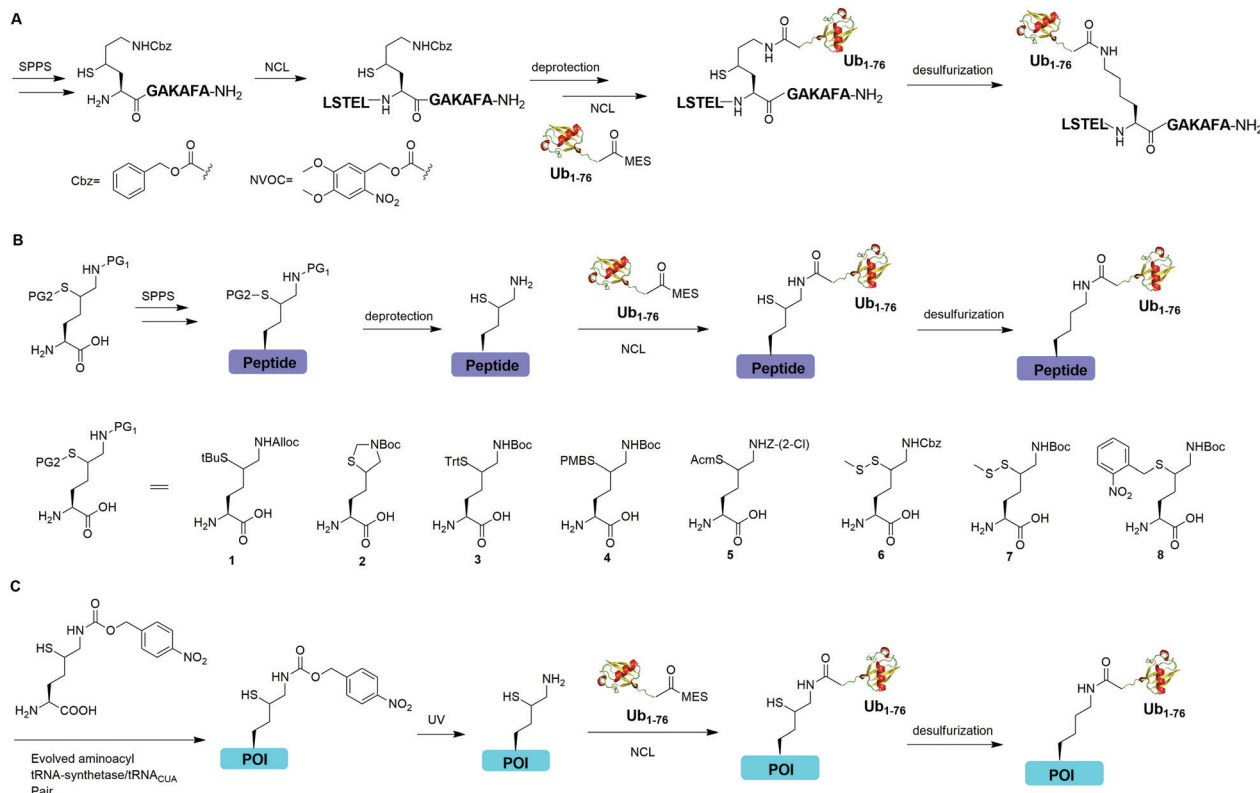 A
SPPS
HS
NHCbz
H2N
O
GAKAFA-NH2
NCL
HS
NHCbz
LSTEL
N
H
O
GAKAFA-NH2
deprotection
NCL
O
MES
Ub1-76
HS
N
H
O
Ub1-76
LSTEL
N
H
O
GAKAFA-NH2
desulfurization
Ub1-76
O
HN
LSTEL
N
H
O
GAKAFA-NH2
Cbz=
O
O
NVOC=
O
O
NO2
O
O
B
PG2
S
HN
PG1
H2N
OH
O
SPPS
PG2
S
HN
PG1
Peptide
deprotection
HS
NH2
Peptide
O
MES
Ub1-76
NCL
HS
HN
O
Ub1-76
Peptide
desulfurization
HN
O
Ub1-76
Peptide
PG2
S
HN
PG1
H2N
OH
O
=
tBuS
NHAlloc
H2N
OH
O
1
S
NBoc
H2N
OH
O
2
TrtS
NHBoc
H2N
OH
O
3
PMBS
NHBoc
H2N
OH
O
4
AcmS
NHZ-(2-Cl)
H2N
OH
O
5
S
S
NHCbz
H2N
OH
O
6
S
S
NHBoc
H2N
OH
O
7
NO2
S
NHBoc
H2N
OH
O
8
C
HS
H
N
O
O
NO2
H2N
COOH
Evolved aminoacyl
tRNA-synthetase/tRNACUA
Pair
HS
H
N
O
O
NO2
POI
UV
HS
NH2
POI
O
MES
Ub1-76
NCL
HS
HN
O
Ub1-76
POI
desulfurization
HN
O
Ub1-76
POI